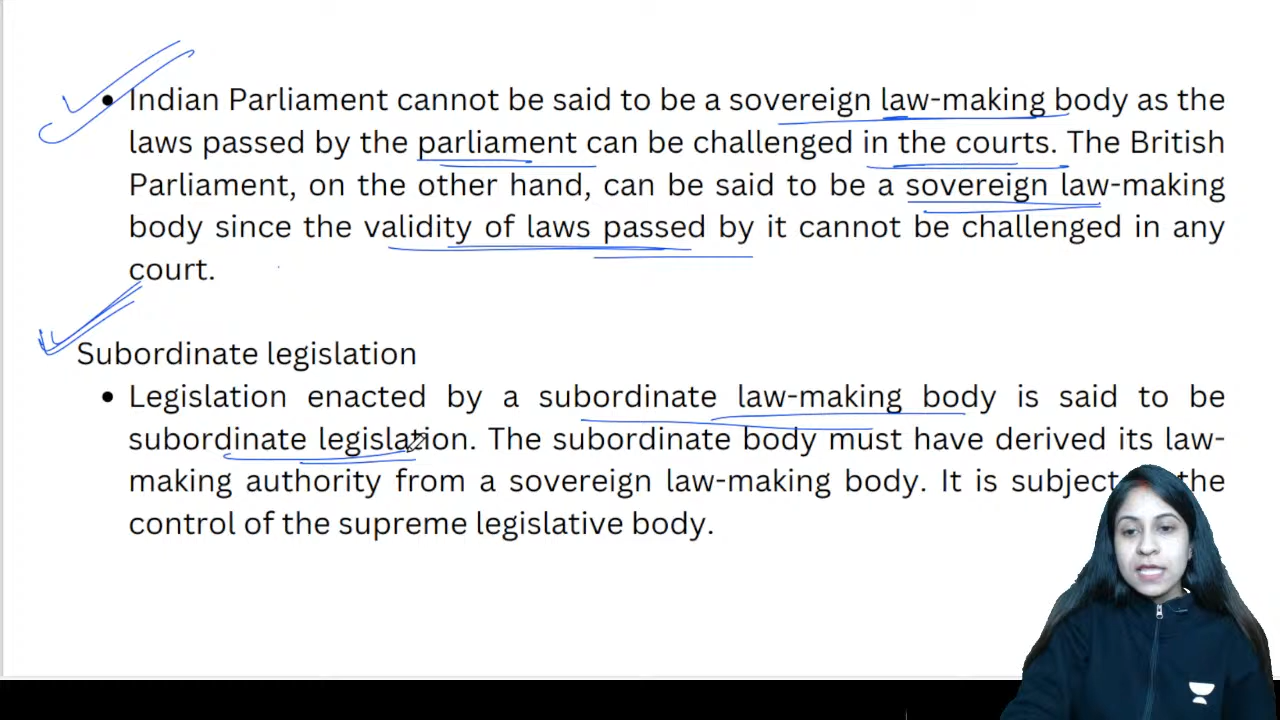 Indian Parliament cannot be said to be a sovereign law-making body as the
laws passed by the parliament can be challenged in the courts. The British
Parliament, on the other hand, can be said to be a sovereign law-making
body since the validity of laws passed by it cannot be challenged in any
court.
Subordinate legislation
Legislation enacted by a subordinate law-making body is said to be
subordinate legislation. The subordinate body must have derived its law-
making authority from a sovereign law-making body. It is subject the
control of the supreme legislative body.